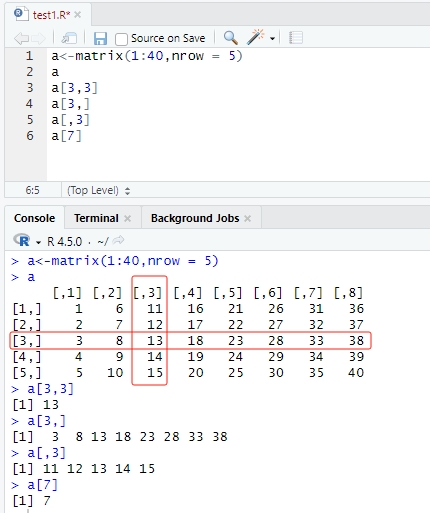 test1.R*
Source on Save
1 a<-matrix(1:40,nrow = 5)
2 a
3 a[3,3]
4 a[3,]
5 a[,3]
6 a[7]
6:5 (Top Level)
Console Terminal Background Jobs
R 4.5.0 · ~/
> a<-matrix(1:40,nrow = 5)
> a
     [,1] [,2] [,3] [,4] [,5] [,6] [,7] [,8]
[1,]    1    6   11   16   21   26   31   36
[2,]    2    7   12   17   22   27   32   37
[3,]    3    8   13   18   23   28   33   38
[4,]    4    9   14   19   24   29   34   39
[5,]    5   10   15   20   25   30   35   40
> a[3,3]
[1] 13
> a[3,]
[1]  3  8 13 18 23 28 33 38
> a[,3]
[1] 11 12 13 14 15
> a[7]
[1] 7